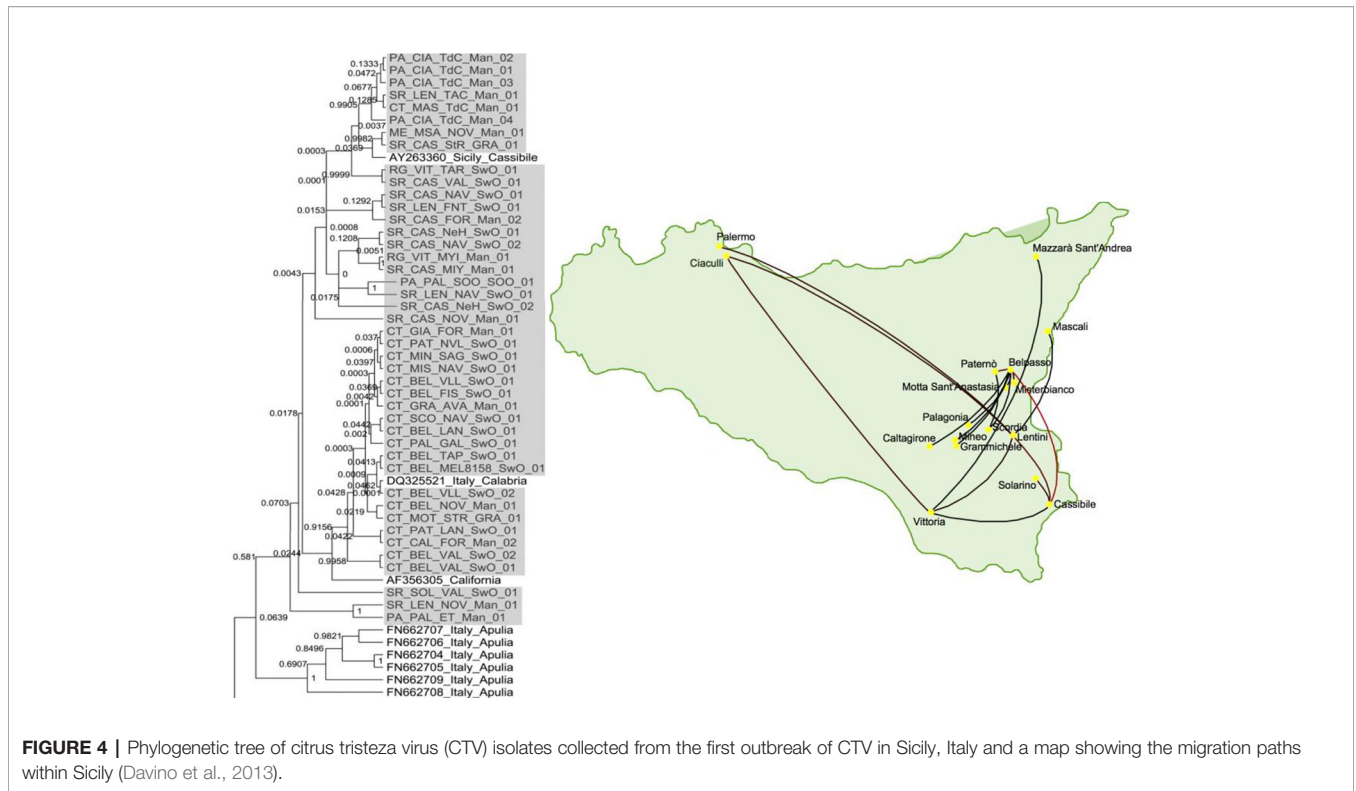 PA_CIA_TdC_Man_02
0.1333
PA_CIA_TdC_Man_01
0.0472
PA_CIA_TdC_Man_03
0.0677
SR_LEN_TAC_Man_01
0.1285
0.9905
CT_MAS_TdC_Man_01
PA_CIA_TdC_Man_04
0.0037
ME_MSA_NOV_Man_01
0.9982
SR_CAS_StR_GRA_01
0.0369
0.0003
AY263360_Sicily_Cassibile
RG_VIT_TAR_SwO_01
0.9999
0.0001
SR_CAS_VAL_SwO_01
SR_CAS_NAV_SwO_01
0.1292
SR_LEN_FNT_SwO_01
0.0153
SR_CAS_FOR_Man_02
0.0008
SR_CAS_NeH_SwO_01
0.1208
SR_CAS_NAV_SwO_02
0.0051
RG_VIT_MYI_Man_01
1
SR_CAS_MIY_Man_01
0.0043
0
PA_PAL_SOO_SOO_01
1
SR_LEN_NAV_SwO_01
0.0175
SR_CAS_NeH_SwO_02
SR_CAS_NOV_Man_01
CT_GIA_FOR_Man_01
0.037
CT_PAT_NVL_SwO_01
0.0006
CT_MIN_SAG_SwO_01
0.0397
CT_MIS_NAV_SwO_01
0.0003
CT_BEL_VLL_SwO_01
0.0369
CT_BEL_FIS_SwO_01
0.0042
CT_GRA_AVA_Man_01
0.0001
0.0178
CT_SCO_NAV_SwO_01
0.0442
CT_BEL_LAN_SwO_01
0.002
CT_PAL_GAL_SwO_01
0.0003
CT_BEL_TAP_SwO_01
0.0413
CT_BEL_MEL8158_SwO_01
0.0009
DQ325521_Italy_Calabria
0.0462
0.0428
0.0001
CT_BEL_VLL_SwO_02
0.0703
CT_BEL_NOV_Man_01
0.0219
CT_MOT_STR_GRA_01
0.9156
CT_PAT_LAN_SwO_01
0.0422
CT_CAL_FOR_Man_02
0.581
0.0244
CT_BEL_VAL_SwO_02
0.9958
CT_BEL_VAL_SwO_01
AF356305_California
SR_SOL_VAL_SwO_01
SR_LEN_NOV_Man_01
1
0.0639
PA_PAL_ET_Man_01
FN662707_Italy_Apulia
0.9821
FN662706_Italy_Apulia
0.8496
FN662704_Italy_Apulia
1
0.6907
FN662705_Italy_Apulia
1
FN662709_Italy_Apulia
FN662708_Italy_Apulia
Palermo
Ciaculli
Mazzarà Sant'Andrea
Mascali
Paternò
Belpasso
Motta Sant'Anastasia
Misterbianco
Palagonia
Scordia
Caltagirone
Mineo
Lentini
Grammichele
Solarino
Cassibile
Vittoria
FIGURE 4 | Phylogenetic tree of citrus tristeza virus (CTV) isolates collected from the first outbreak of CTV in Sicily, Italy and a map showing the migration paths
within Sicily (Davino et al., 2013).